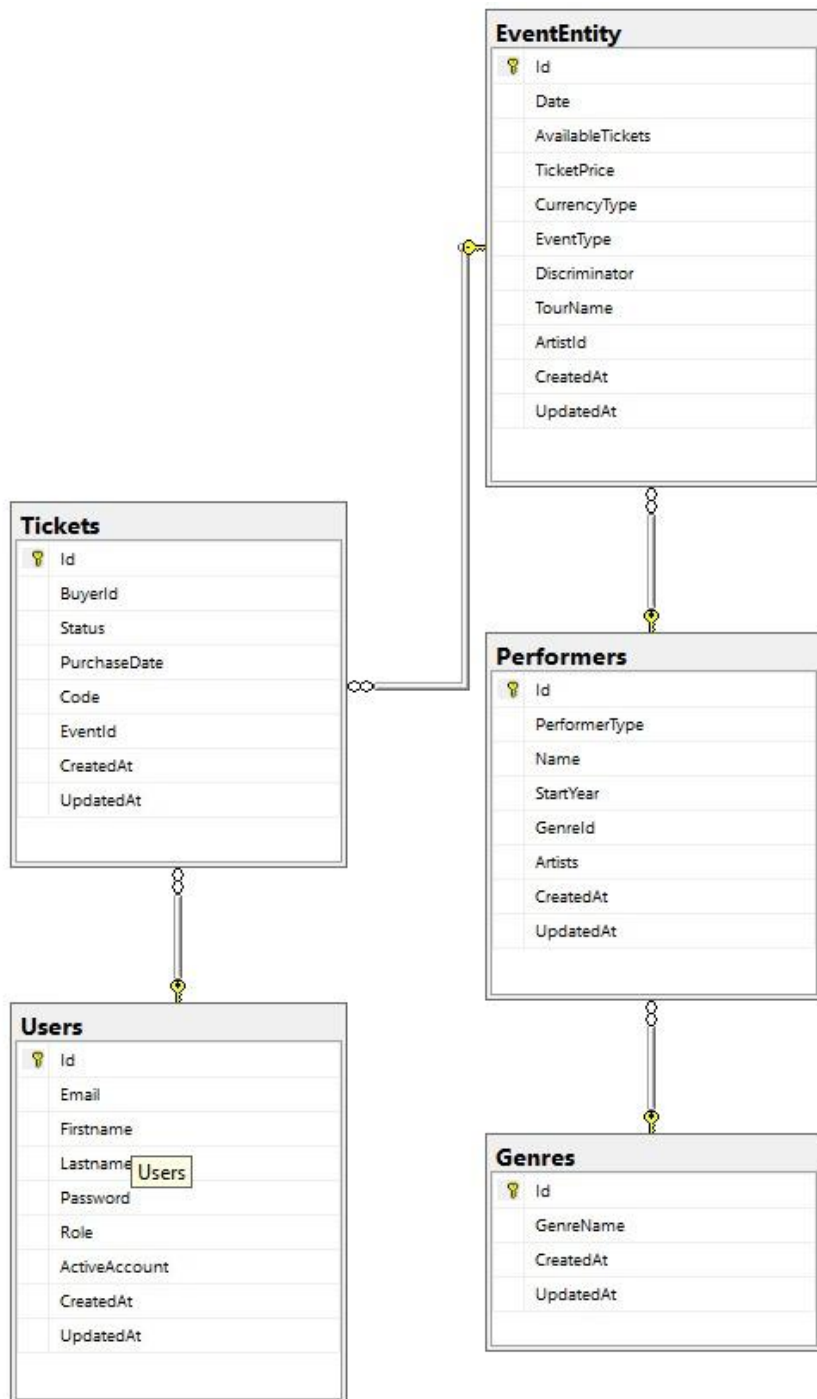 EventEntity
Id
Date
AvailableTickets
TicketPrice
CurrencyType
EventType
Discriminator
TourName
ArtistId
CreatedAt
UpdatedAt
Tickets
Id
BuyerId
Status
PurchaseDate
Code
EventId
CreatedAt
UpdatedAt
Performers
Id
PerformerType
Name
StartYear
GenreId
Artists
CreatedAt
UpdatedAt
Users
Id
Email
Firstname
Lastname
Users
Password
Role
ActiveAccount
CreatedAt
UpdatedAt
Genres
Id
GenreName
CreatedAt
UpdatedAt